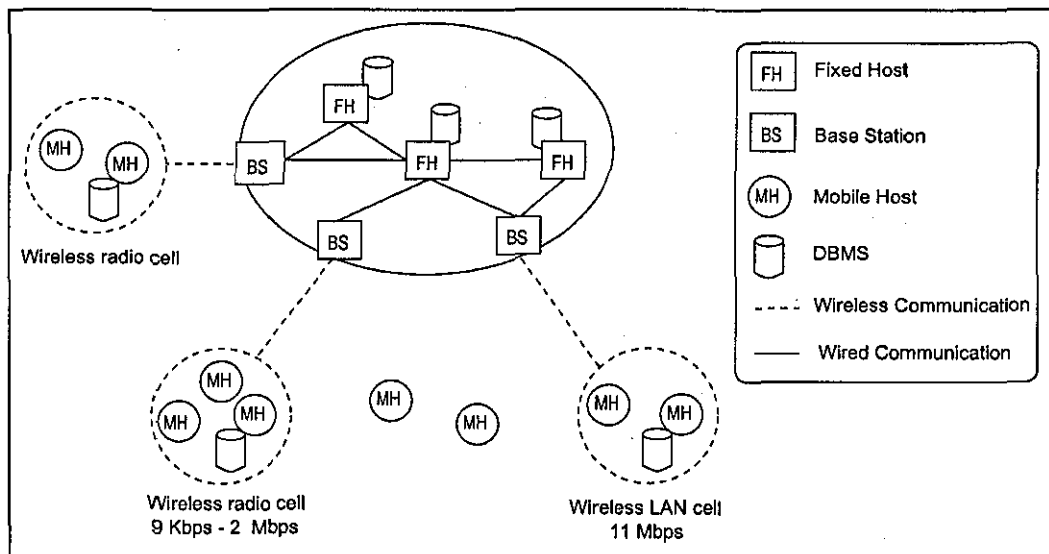 FH
FH
FH
BS
BS
BS
MH
MH
Wireless radio cell
MH
MH
MH
Wireless radio cell
9 Kbps - 2 Mbps
MH
MH
MH
MH
Wireless LAN cell
11 Mbps
FH Fixed Host
BS Base Station
MH Mobile Host
DBMS
Wireless Communication
Wired Communication